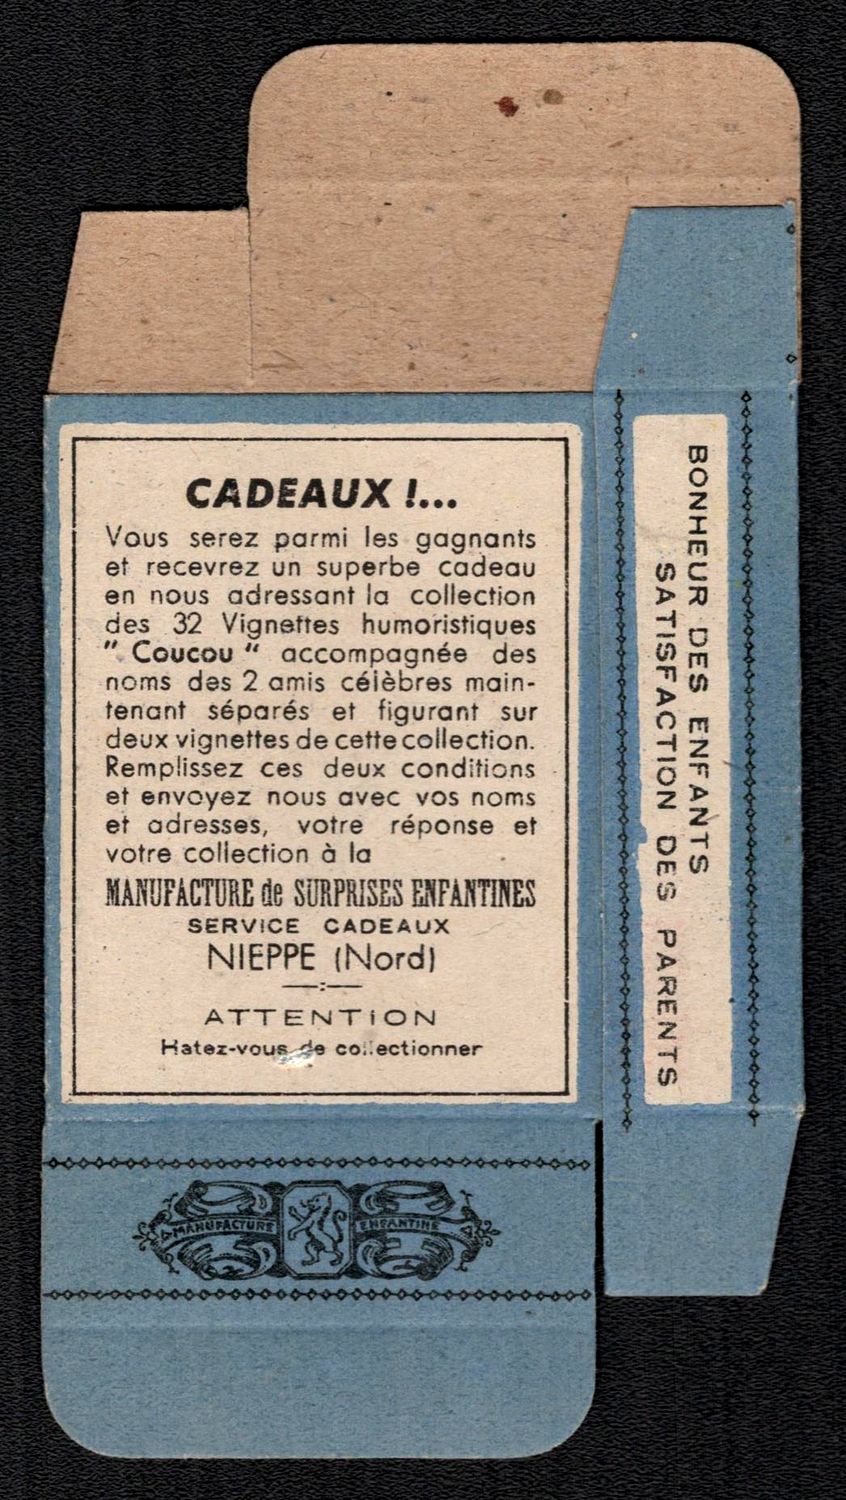 CADEAUX !...
Vous serez parmi les gagnants
et recevrez un superbe cadeau
en nous adressant la collection
des 32 Vignettes humoristiques
" Coucou " accompagnée des
noms des 2 amis célèbres main-
tenant séparés et figurant sur
deux vignettes de cette collection.
Remplissez ces deux conditions
et envoyez nous avec vos noms
et adresses, votre réponse et
votre collection à la
MANUFACTURE de SURPRISES ENFANTINES
SERVICE CADEAUX
NIEPPE (Nord)
—:—
ATTENTION
Hatez-vous de collectionner
MANUFACTURE ENFANTINE
BONHEUR DES ENFANTS
SATISFACTION DES PARENTS